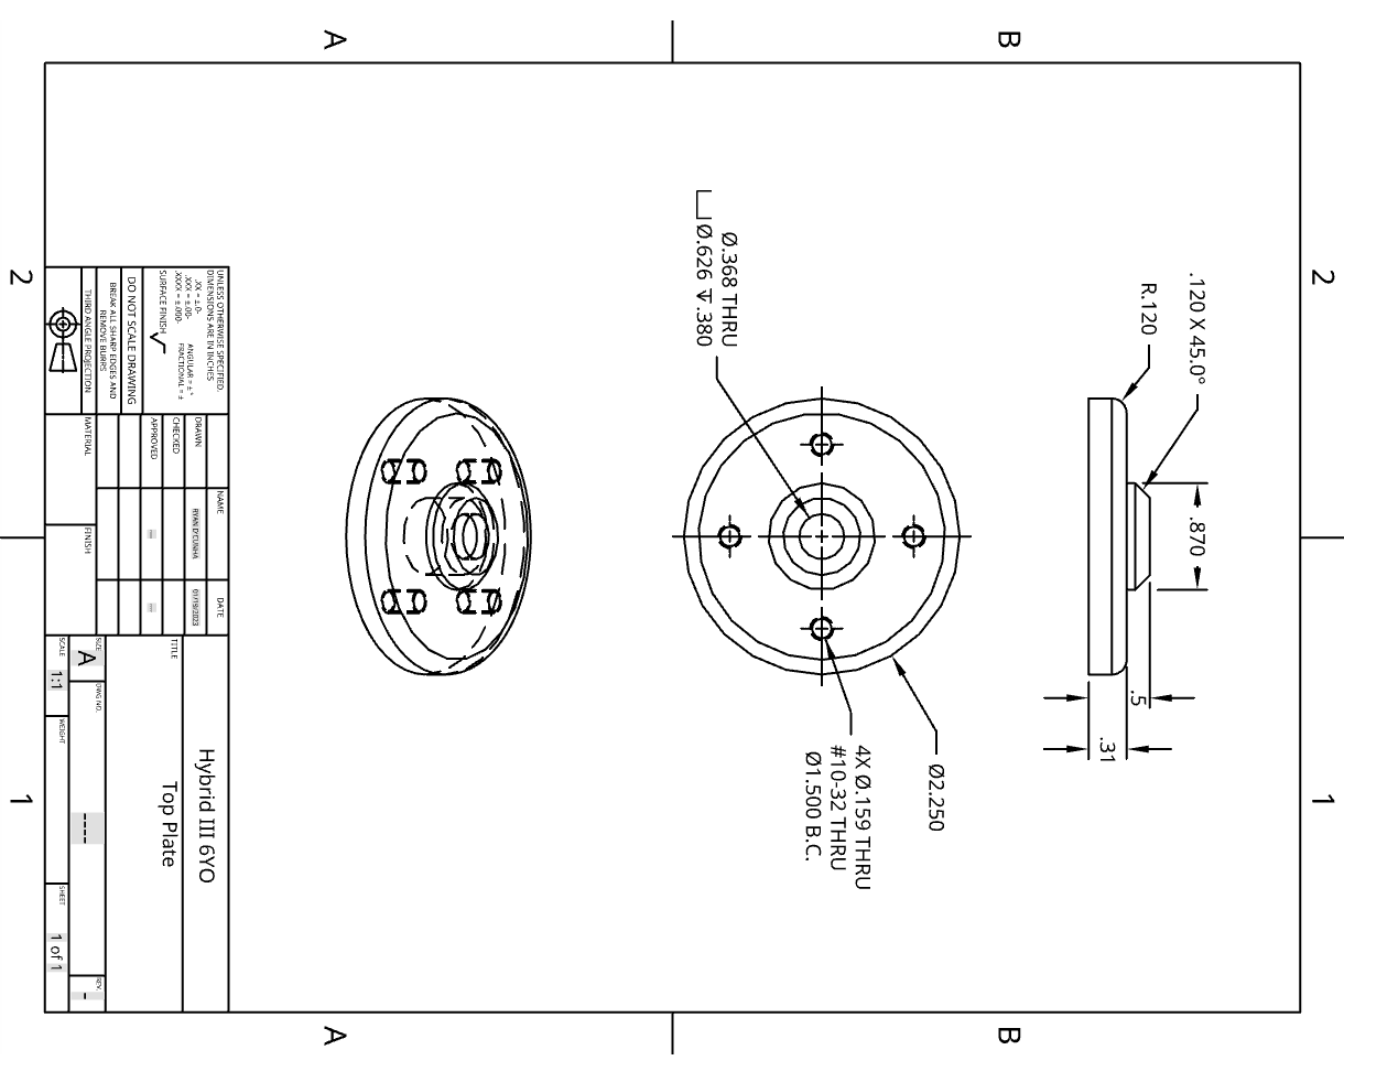 B
B
2
2
1
1
A
A
.120 X 45.0°
R.120
.870
.5
.31
Ø.368 THRU
⌴Ø.626 ↧.380
Ø2.250
4X Ø.159 THRU
#10-32 THRU
Ø1.500 B.C.
UNLESS OTHERWISE SPECIFIED,
DIMENSIONS ARE IN INCHES
.XX = ±.0-
.XXX = ±.00-
.XXXX = ±.000-
ANGULAR = ± °
FRACTIONAL = ±
SURFACE FINISH
DO NOT SCALE DRAWING
BREAK ALL SHARP EDGES AND
REMOVE BURRS
THIRD ANGLE PROJECTION
NAME
DATE
DRAWN
RYAN D'CUNHA
01/19/2023
CHECKED
APPROVED
MATERIAL
FINISH
Hybrid III 6YO
TITLE
Top Plate
SIZE
A
DWG NO.
----
REV.
-
SCALE
1:1
WEIGHT
SHEET
1 of 1